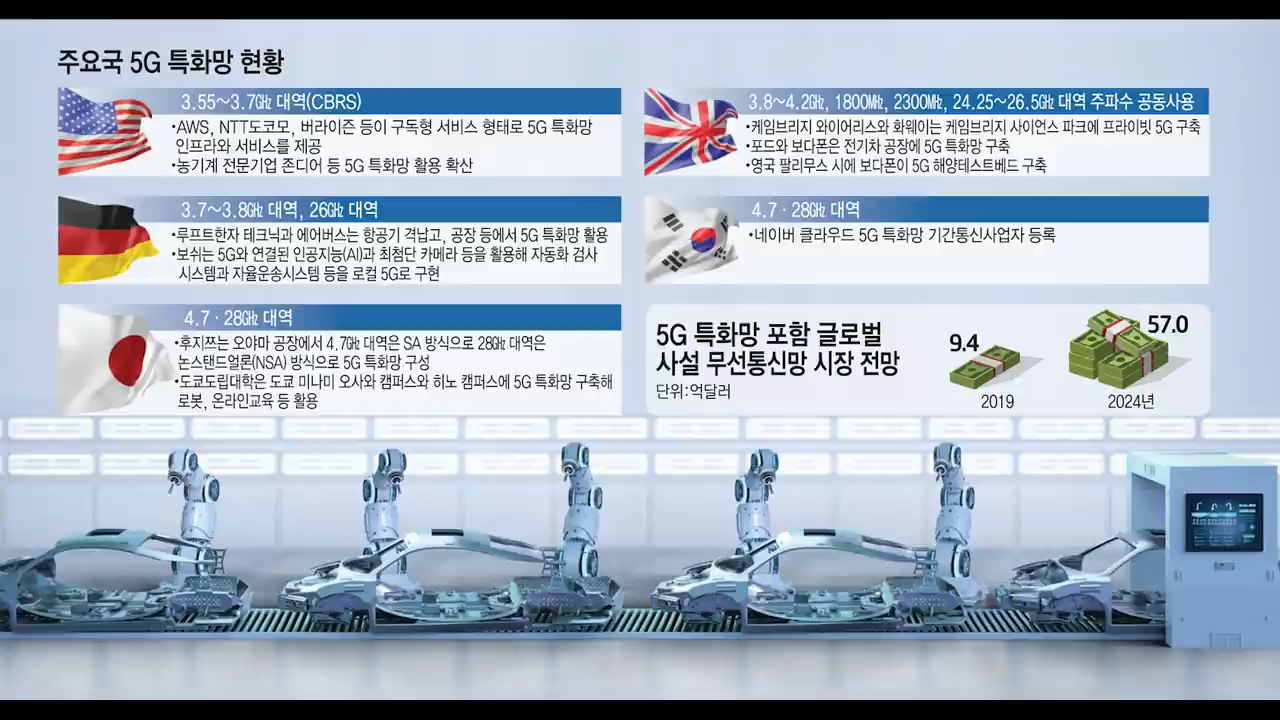 주요국 5G 특화망 현황
3.55~3.7㎓ 대역(CBRS)
•AWS, NTT도코모, 버라이즌 등이 구독형 서비스 형태로 5G 특화망
인프라와 서비스를 제공
•농기계 전문기업 존디어 등 5G 특화망 활용 확산
3.8~4.2㎓, 1800㎒, 2300㎒, 24.25~26.5㎓ 대역 주파수 공동사용
•케임브리지 와이어리스와 화웨이는 케임브리지 사이언스 파크에 프라이빗 5G 구축
•포드와 보다폰은 전기차 공장에 5G 특화망 구축
•영국 팔리무스 시에 보다폰이 5G 해양테스트베드 구축
3.7~3.8㎓ 대역, 26㎓ 대역
•루프트한자 테크닉과 에어버스는 항공기 격납고, 공장 등에서 5G 특화망 활용
•보쉬는 5G와 연결된 인공지능(AI)과 최첨단 카메라 등을 활용해 자동화 검사
시스템과 자율운송시스템 등을 로컬 5G로 구현
4.7 · 28㎓ 대역
•네이버 클라우드 5G 특화망 기간통신사업자 등록
4.7 · 28㎓ 대역
•후지쯔는 오야마 공장에서 4.7㎓ 대역은 SA 방식으로 28㎓ 대역은
논스탠드얼론(NSA) 방식으로 5G 특화망 구성
•도쿄도립대학은 도쿄 미나미 오사와 캠퍼스와 히노 캠퍼스에 5G 특화망 구축해
로봇, 온라인교육 등 활용
5G 특화망 포함 글로벌
사설 무선통신망 시장 전망
단위:억달러
9.4
57.0
2019
2024년